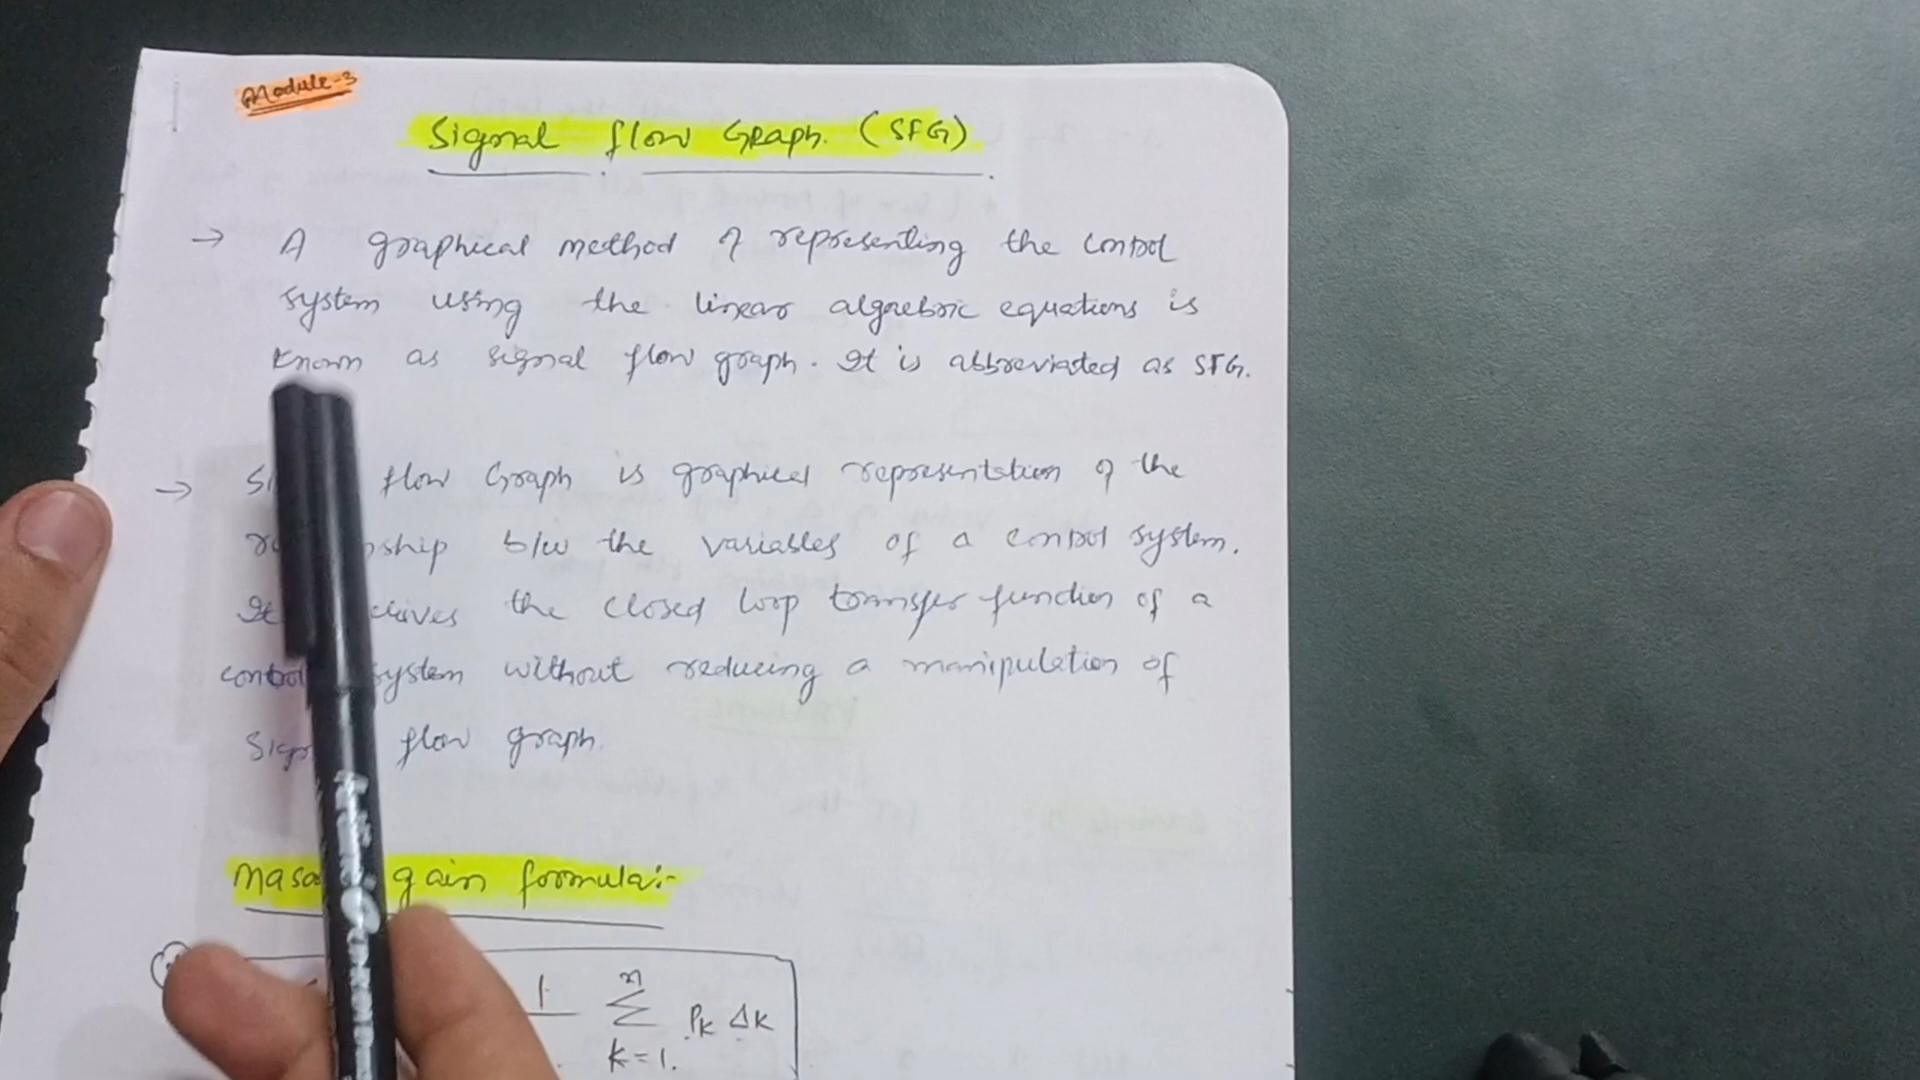 Module-3
Signal flow Graph. (SFG)
→ A graphical method of representing the control
system using the linear algaebric equations is
known as signal flow graph. It is abbreviated as SFG.
→ flow Graph is graphical representation of the
b/w the variables of a control system.
It the closed loop transfer function of a
control system without reducing a manipulation of
flow graph.
gain formula:-
1 n
∑ Pk Δk
k=1.